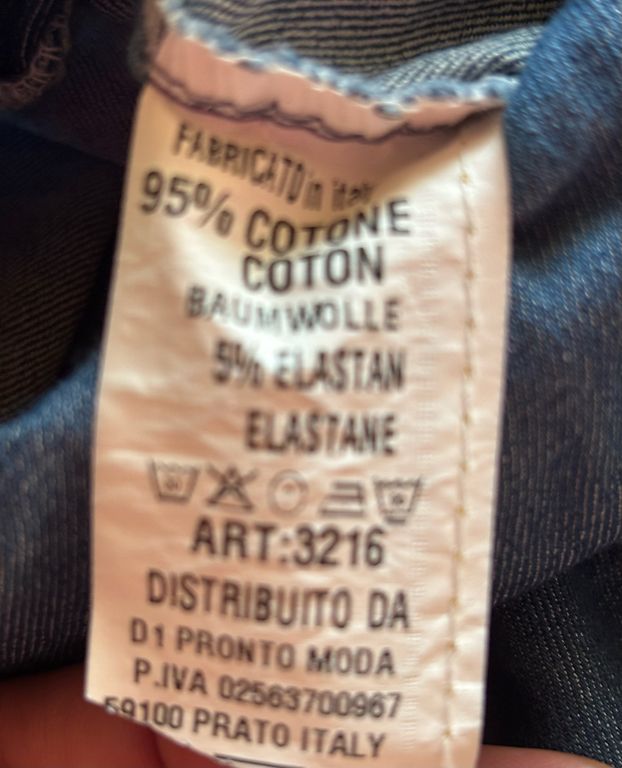 FABRICATO in italy
95% COTONE
COTON
BAUMWOLLE
5% ELASTAN
ELASTANE
ART:3216
DISTRIBUITO DA
D1 PRONTO MODA
P.IVA 02563700967
59100 PRATO ITALY